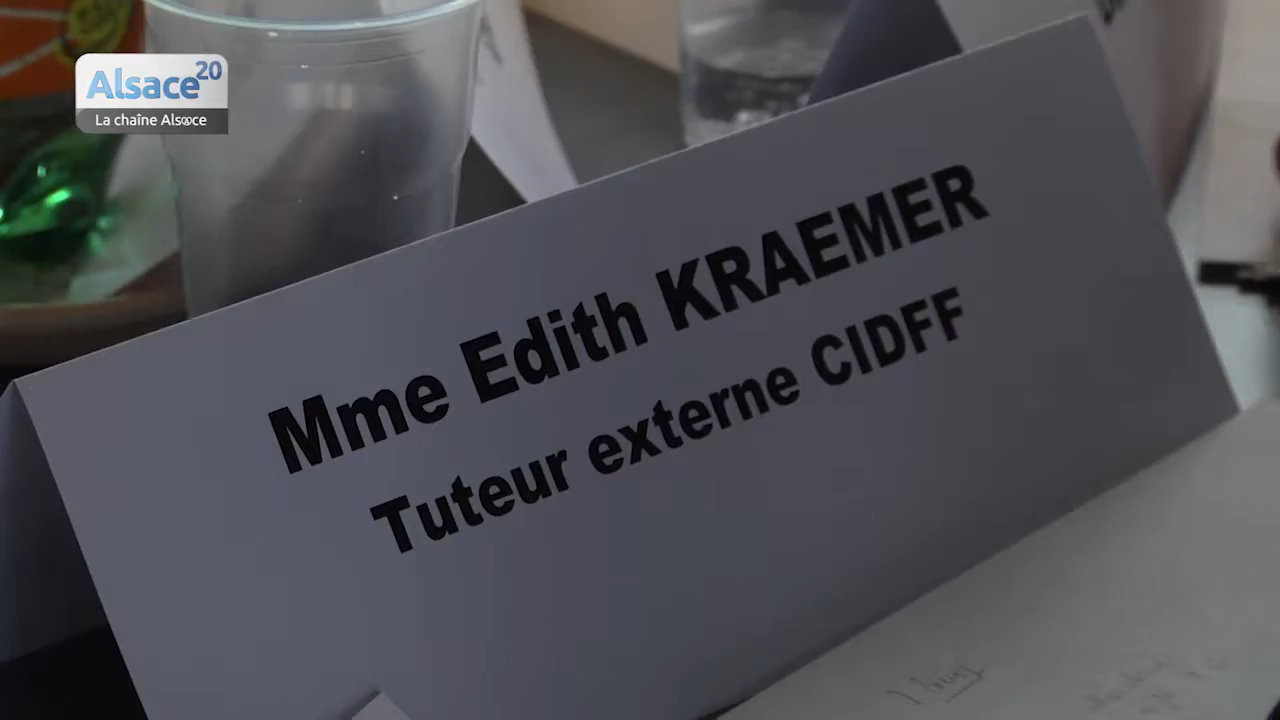 Alsace20
La chaîne Alsace
Mme Edith KRAEMER
Tuteur externe CIDFF